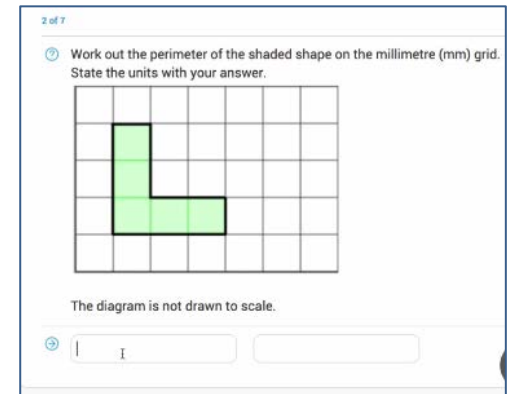 2 of 7
Work out the perimeter of the shaded shape on the millimetre (mm) grid.
State the units with your answer.
The diagram is not drawn to scale.